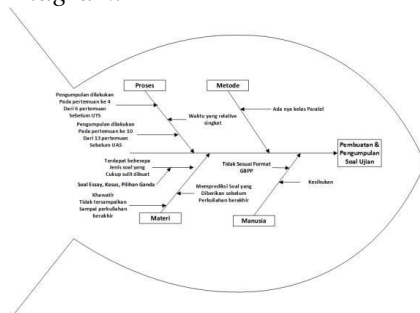 Proses
Metode
Pengumpulan dilakukan
Pada pertemuan ke 4
Dari 6 pertemuan
Sebelum UTS
Waktu yang relative
singkat
Ada nya kelas Paralel
Pengumpulan dilakukan
Pada pertemuan ke 10
Dari 13 pertemuan
Sebelum UAS
Pembuatan &
Pengumpulan
Soal Ujian
Terdapat beberapa
Jenis soal yang
Cukup sulit dibuat
Soal Essay, Kasus, Pilihan Ganda
Tidak Sesuai Format
GBPP
Kesibukan
Khawatir
Tidak tersampaikan
Sampai perkuliahan
berakhir
Memprediksi Soal yang
Diberikan sebelum
Perkuliahan berakhir
Materi
Manusia